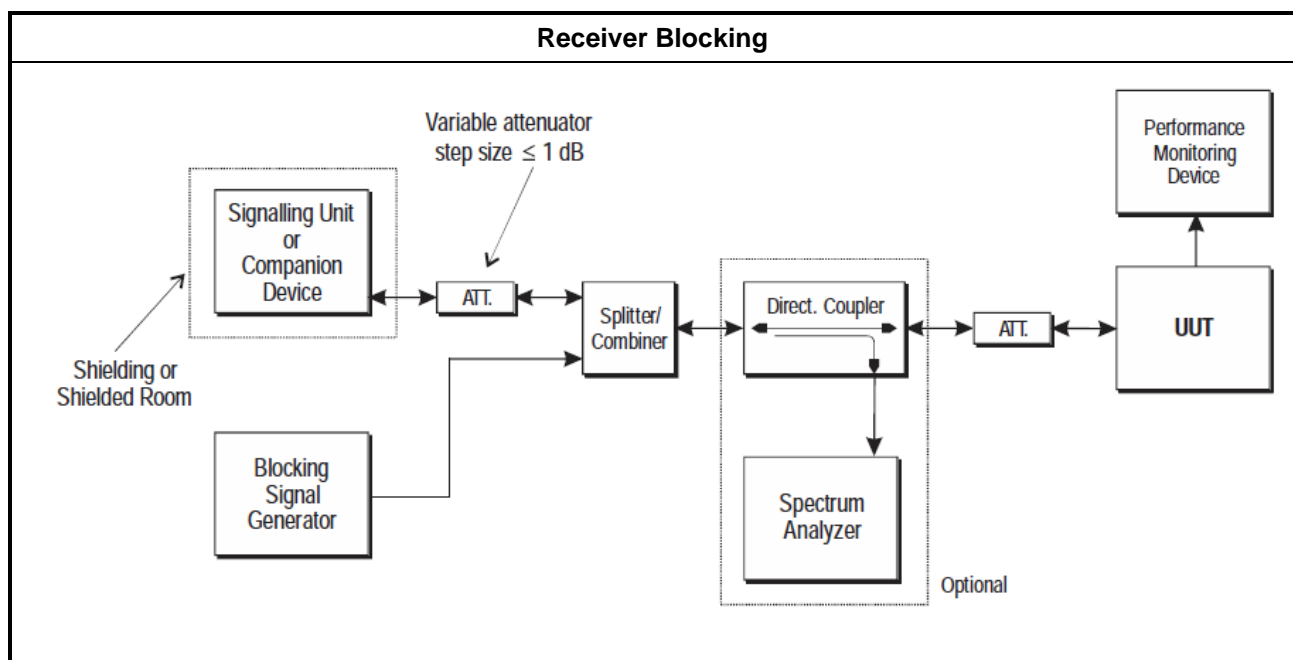 Receiver Blocking
Variable attenuator
step size ≤ 1 dB
Performance
Monitoring
Device
Signalling Unit
or
Companion
Device
ATT.
Splitter/
Combiner
Direct. Coupler
ATT.
UUT
Shielding or
Shielded Room
Blocking
Signal
Generator
Spectrum
Analyzer
Optional